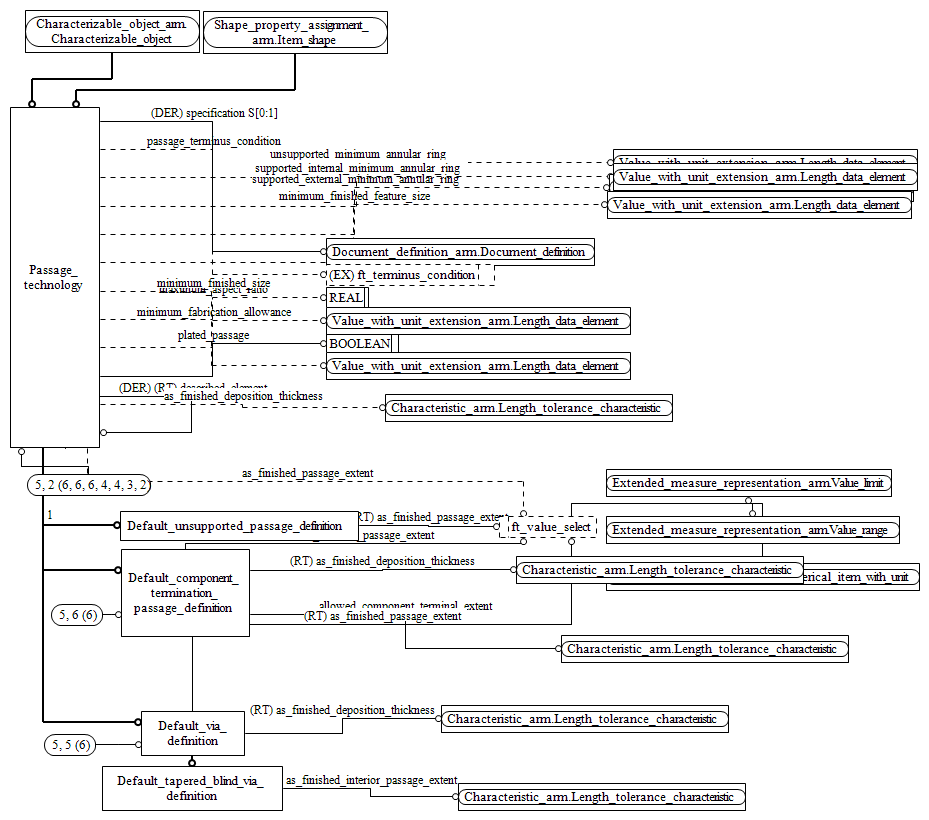 Characterizable_object_arm.
Characterizable_object
Shape_property_assignment_
arm.Item_shape
(DER) specification S[0:1]
passage_terminus_condition
unsupported_minimum_annular_ring
supported_internal_minimum_annular_ring
supported_external_minimum_annular_ring
minimum_finished_feature_size
Value_with_unit_extension_arm.Length_data_element
Value_with_unit_extension_arm.Length_data_element
Value_with_unit_extension_arm.Length_data_element
Passage_
technology
Document_definition_arm.Document_definition
(EX) ft_terminus_condition
minimum_finished_size
maximum_aspect_ratio
REAL
minimum_fabrication_allowance
Value_with_unit_extension_arm.Length_data_element
plated_passage
BOOLEAN
Value_with_unit_extension_arm.Length_data_element
(DER) (RT) described_element
as_finished_deposition_thickness
Characteristic_arm.Length_tolerance_characteristic
5, 2 (6, 6, 6, 4, 4, 3, 2)
as_finished_passage_extent
Extended_measure_representation_arm.Value_limit
1
Default_unsupported_passage_definition
RT) as_finished_passage_exte
ft_value_select
Extended_measure_representation_arm.Value_range
passage_extent
Default_component_
termination_
passage_definition
(RT) as_finished_deposition_thickness
Characteristic_arm.Length_tolerance_characteristic
erical_item_with_unit
5, 6 (6)
allowed_component_terminal_extent
(RT) as_finished_passage_extent
Characteristic_arm.Length_tolerance_characteristic
Default_via_
definition
(RT) as_finished_deposition_thickness
Characteristic_arm.Length_tolerance_characteristic
5, 5 (6)
Default_tapered_blind_via_
definition
as_finished_interior_passage_extent
Characteristic_arm.Length_tolerance_characteristic